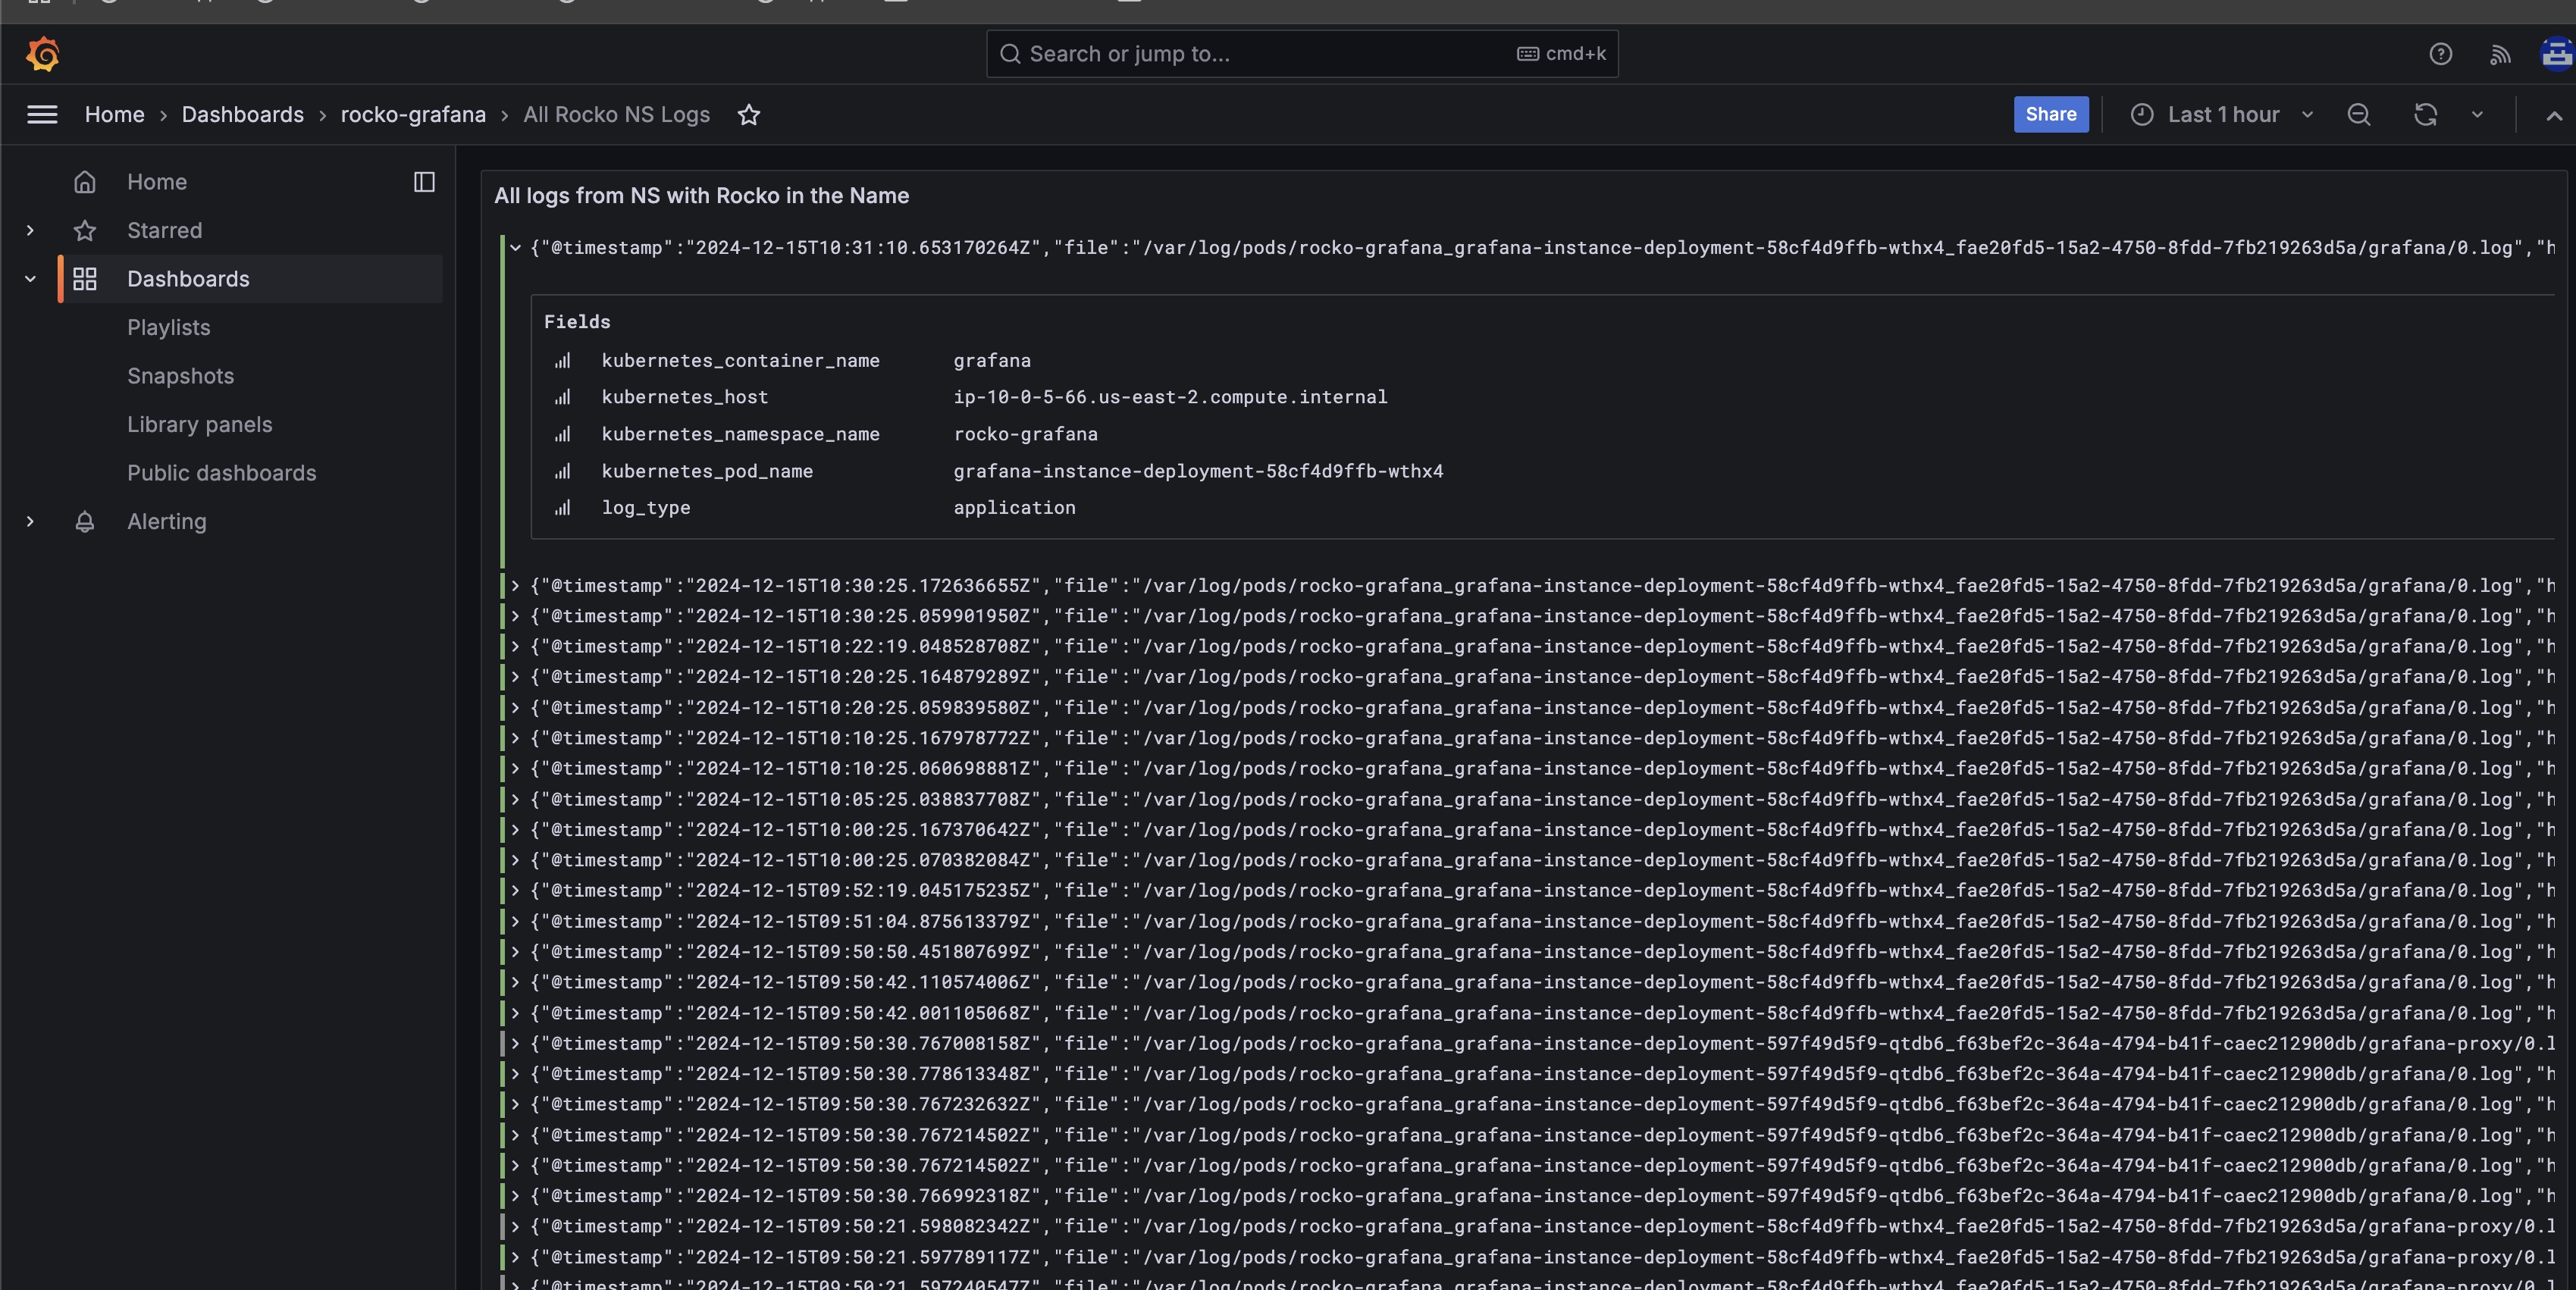 Search or jump to...
cmd+k
Home › Dashboards › rocko-grafana › All Rocko NS Logs
Share
Last 1 hour
Home
Starred
Dashboards
Playlists
Snapshots
Library panels
Public dashboards
Alerting
All logs from NS with Rocko in the Name
{"@timestamp":"2024-12-15T10:31:10.653170264Z","file":"/var/log/pods/rocko-grafana_grafana-instance-deployment-58cf4d9ffb-wthx4_fae20fd5-15a2-4750-8fdd-7fb219263d5a/grafana/0.log","h
Fields
kubernetes_container_name grafana
kubernetes_host ip-10-0-5-66.us-east-2.compute.internal
kubernetes_namespace_name rocko-grafana
kubernetes_pod_name grafana-instance-deployment-58cf4d9ffb-wthx4
log_type application
{"@timestamp":"2024-12-15T10:30:25.172636655Z","file":"/var/log/pods/rocko-grafana_grafana-instance-deployment-58cf4d9ffb-wthx4_fae20fd5-15a2-4750-8fdd-7fb219263d5a/grafana/0.log","h
{"@timestamp":"2024-12-15T10:30:25.059901950Z","file":"/var/log/pods/rocko-grafana_grafana-instance-deployment-58cf4d9ffb-wthx4_fae20fd5-15a2-4750-8fdd-7fb219263d5a/grafana/0.log","h
{"@timestamp":"2024-12-15T10:22:19.048528708Z","file":"/var/log/pods/rocko-grafana_grafana-instance-deployment-58cf4d9ffb-wthx4_fae20fd5-15a2-4750-8fdd-7fb219263d5a/grafana/0.log","h
{"@timestamp":"2024-12-15T10:20:25.164879289Z","file":"/var/log/pods/rocko-grafana_grafana-instance-deployment-58cf4d9ffb-wthx4_fae20fd5-15a2-4750-8fdd-7fb219263d5a/grafana/0.log","h
{"@timestamp":"2024-12-15T10:20:25.059839580Z","file":"/var/log/pods/rocko-grafana_grafana-instance-deployment-58cf4d9ffb-wthx4_fae20fd5-15a2-4750-8fdd-7fb219263d5a/grafana/0.log","h
{"@timestamp":"2024-12-15T10:10:25.167978772Z","file":"/var/log/pods/rocko-grafana_grafana-instance-deployment-58cf4d9ffb-wthx4_fae20fd5-15a2-4750-8fdd-7fb219263d5a/grafana/0.log","h
{"@timestamp":"2024-12-15T10:10:25.060698881Z","file":"/var/log/pods/rocko-grafana_grafana-instance-deployment-58cf4d9ffb-wthx4_fae20fd5-15a2-4750-8fdd-7fb219263d5a/grafana/0.log","h
{"@timestamp":"2024-12-15T10:05:25.038837708Z","file":"/var/log/pods/rocko-grafana_grafana-instance-deployment-58cf4d9ffb-wthx4_fae20fd5-15a2-4750-8fdd-7fb219263d5a/grafana/0.log","h
{"@timestamp":"2024-12-15T10:00:25.167370642Z","file":"/var/log/pods/rocko-grafana_grafana-instance-deployment-58cf4d9ffb-wthx4_fae20fd5-15a2-4750-8fdd-7fb219263d5a/grafana/0.log","h
{"@timestamp":"2024-12-15T10:00:25.070382084Z","file":"/var/log/pods/rocko-grafana_grafana-instance-deployment-58cf4d9ffb-wthx4_fae20fd5-15a2-4750-8fdd-7fb219263d5a/grafana/0.log","h
{"@timestamp":"2024-12-15T09:52:19.045175235Z","file":"/var/log/pods/rocko-grafana_grafana-instance-deployment-58cf4d9ffb-wthx4_fae20fd5-15a2-4750-8fdd-7fb219263d5a/grafana/0.log","h
{"@timestamp":"2024-12-15T09:51:04.875613379Z","file":"/var/log/pods/rocko-grafana_grafana-instance-deployment-58cf4d9ffb-wthx4_fae20fd5-15a2-4750-8fdd-7fb219263d5a/grafana/0.log","h
{"@timestamp":"2024-12-15T09:50:50.451807699Z","file":"/var/log/pods/rocko-grafana_grafana-instance-deployment-58cf4d9ffb-wthx4_fae20fd5-15a2-4750-8fdd-7fb219263d5a/grafana/0.log","h
{"@timestamp":"2024-12-15T09:50:42.110574006Z","file":"/var/log/pods/rocko-grafana_grafana-instance-deployment-58cf4d9ffb-wthx4_fae20fd5-15a2-4750-8fdd-7fb219263d5a/grafana/0.log","h
{"@timestamp":"2024-12-15T09:50:42.001105068Z","file":"/var/log/pods/rocko-grafana_grafana-instance-deployment-58cf4d9ffb-wthx4_fae20fd5-15a2-4750-8fdd-7fb219263d5a/grafana/0.log","h
{"@timestamp":"2024-12-15T09:50:30.767008158Z","file":"/var/log/pods/rocko-grafana_grafana-instance-deployment-597f49d5f9-qtdb6_f63bef2c-364a-4794-b41f-caec212900db/grafana-proxy/0.l
{"@timestamp":"2024-12-15T09:50:30.778613348Z","file":"/var/log/pods/rocko-grafana_grafana-instance-deployment-597f49d5f9-qtdb6_f63bef2c-364a-4794-b41f-caec212900db/grafana/0.log","h
{"@timestamp":"2024-12-15T09:50:30.767232632Z","file":"/var/log/pods/rocko-grafana_grafana-instance-deployment-597f49d5f9-qtdb6_f63bef2c-364a-4794-b41f-caec212900db/grafana/0.log","h
{"@timestamp":"2024-12-15T09:50:30.767214502Z","file":"/var/log/pods/rocko-grafana_grafana-instance-deployment-597f49d5f9-qtdb6_f63bef2c-364a-4794-b41f-caec212900db/grafana/0.log","h
{"@timestamp":"2024-12-15T09:50:30.767214502Z","file":"/var/log/pods/rocko-grafana_grafana-instance-deployment-597f49d5f9-qtdb6_f63bef2c-364a-4794-b41f-caec212900db/grafana/0.log","h
{"@timestamp":"2024-12-15T09:50:30.766992318Z","file":"/var/log/pods/rocko-grafana_grafana-instance-deployment-597f49d5f9-qtdb6_f63bef2c-364a-4794-b41f-caec212900db/grafana/0.log","h
{"@timestamp":"2024-12-15T09:50:21.598082342Z","file":"/var/log/pods/rocko-grafana_grafana-instance-deployment-58cf4d9ffb-wthx4_fae20fd5-15a2-4750-8fdd-7fb219263d5a/grafana-proxy/0.l
{"@timestamp":"2024-12-15T09:50:21.597789117Z","file":"/var/log/pods/rocko-grafana_grafana-instance-deployment-58cf4d9ffb-wthx4_fae20fd5-15a2-4750-8fdd-7fb219263d5a/grafana-proxy/0.l
{"@timestamp":"2024-12-15T09:50:21.597240547Z","file":"/var/log/pods/rocko-grafana_grafana-instance-deployment-58cf4d9ffb-wthx4_fae20fd5-15a2-4750-8fdd-7fb219263d5a/grafana-proxy/0.l